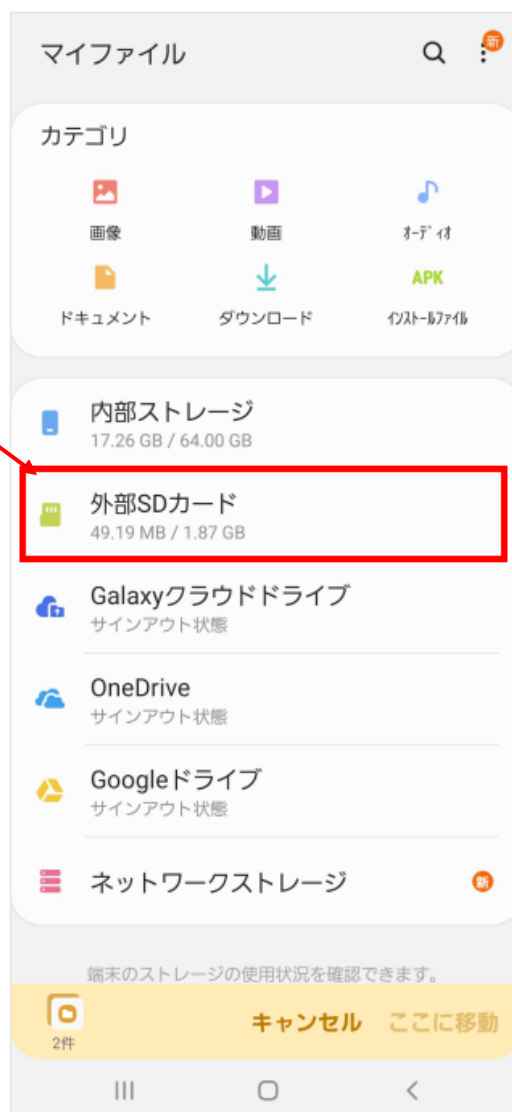 マイファイル
新
カテゴリ
画像
動画
ｵｰﾃﾞｨｵ
APK
ドキュメント
ダウンロード
ｲﾝｽﾄｰﾙﾌｧｲﾙ
内部ストレージ
17.26 GB / 64.00 GB
外部SDカード
49.19 MB / 1.87 GB
Galaxyクラウドドライブ
サインアウト状態
OneDrive
サインアウト状態
Googleドライブ
サインアウト状態
ネットワークストレージ
新
端末のストレージの使用状況を確認できます。
2件
キャンセル
ここに移動